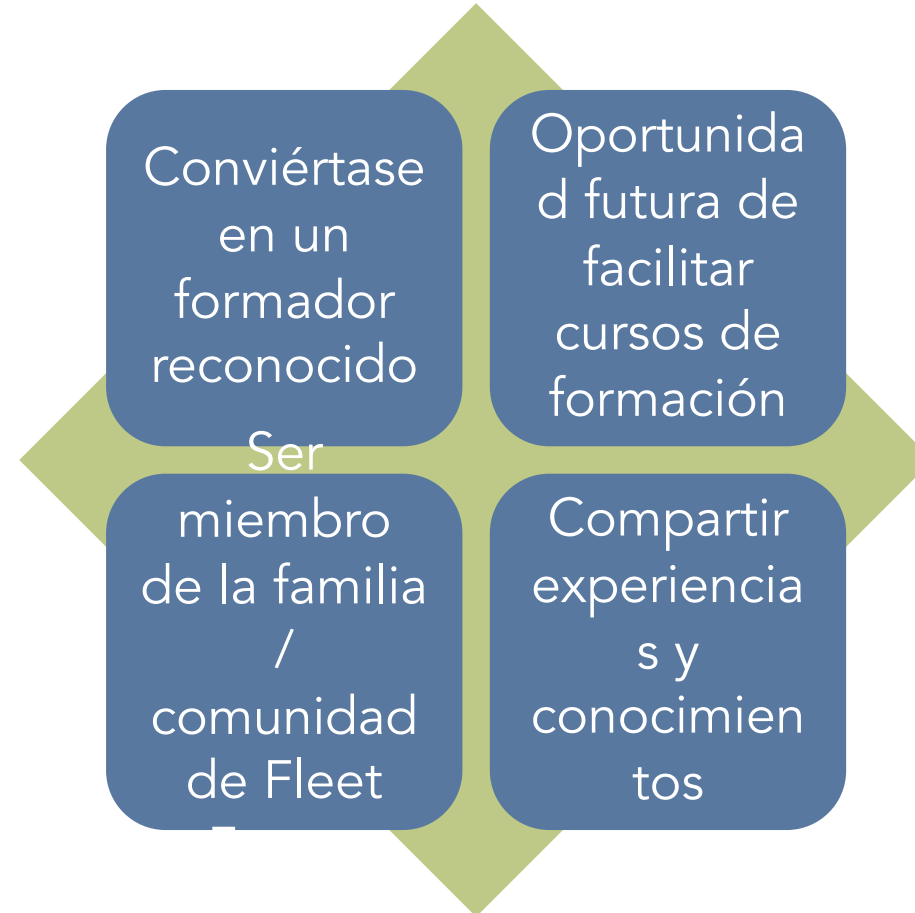 Conviértase
en un
formador
reconocido
Oportunida
d futura de
facilitar
cursos de
formación
Ser
miembro
de la familia
/
comunidad
de Fleet
Compartir
experiencia
s y
conocimien
tos